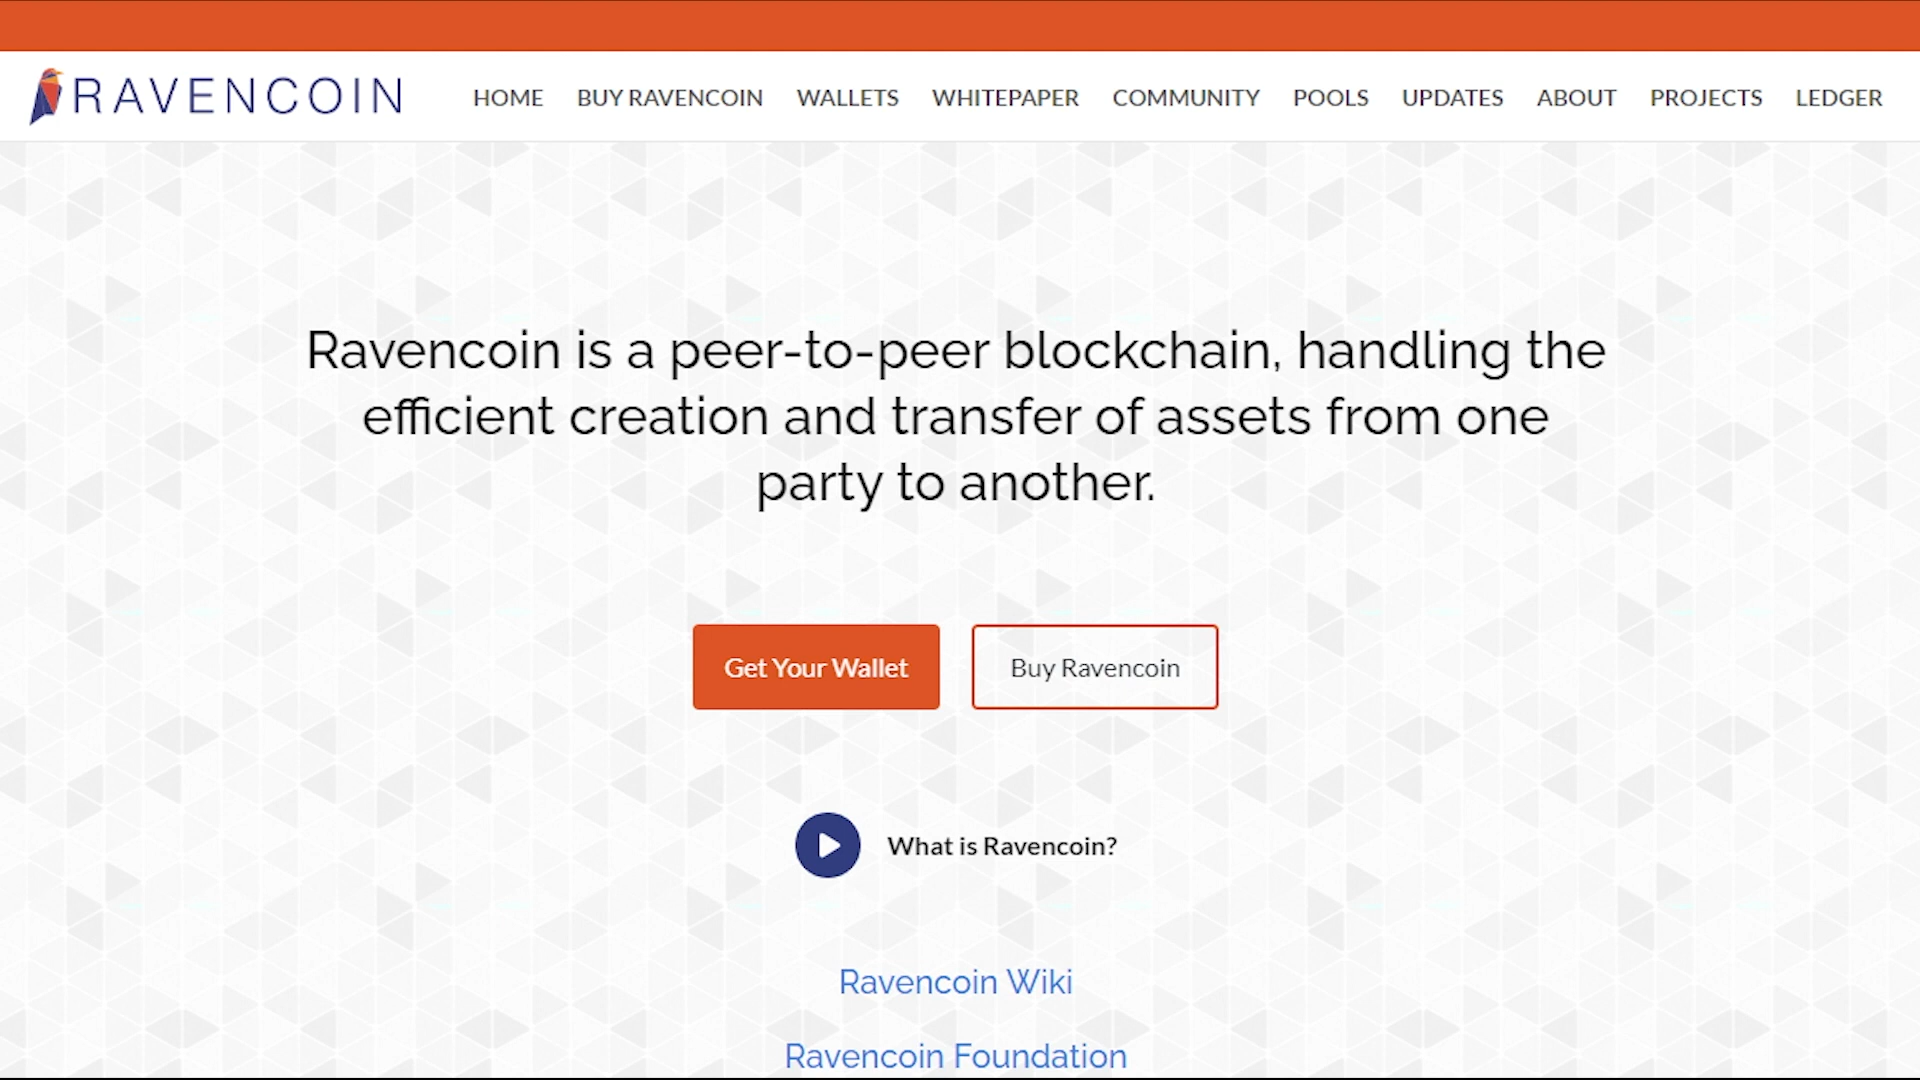 RAVENCOIN
HOME BUY RAVENCOIN WALLETS WHITEPAPER COMMUNITY POOLS UPDATES ABOUT PROJECTS LEDGER
Ravencoin is a peer-to-peer blockchain, handling the
efficient creation and transfer of assets from one
party to another.
Get Your Wallet Buy Ravencoin
What is Ravencoin?
Ravencoin Wiki
Ravencoin Foundation